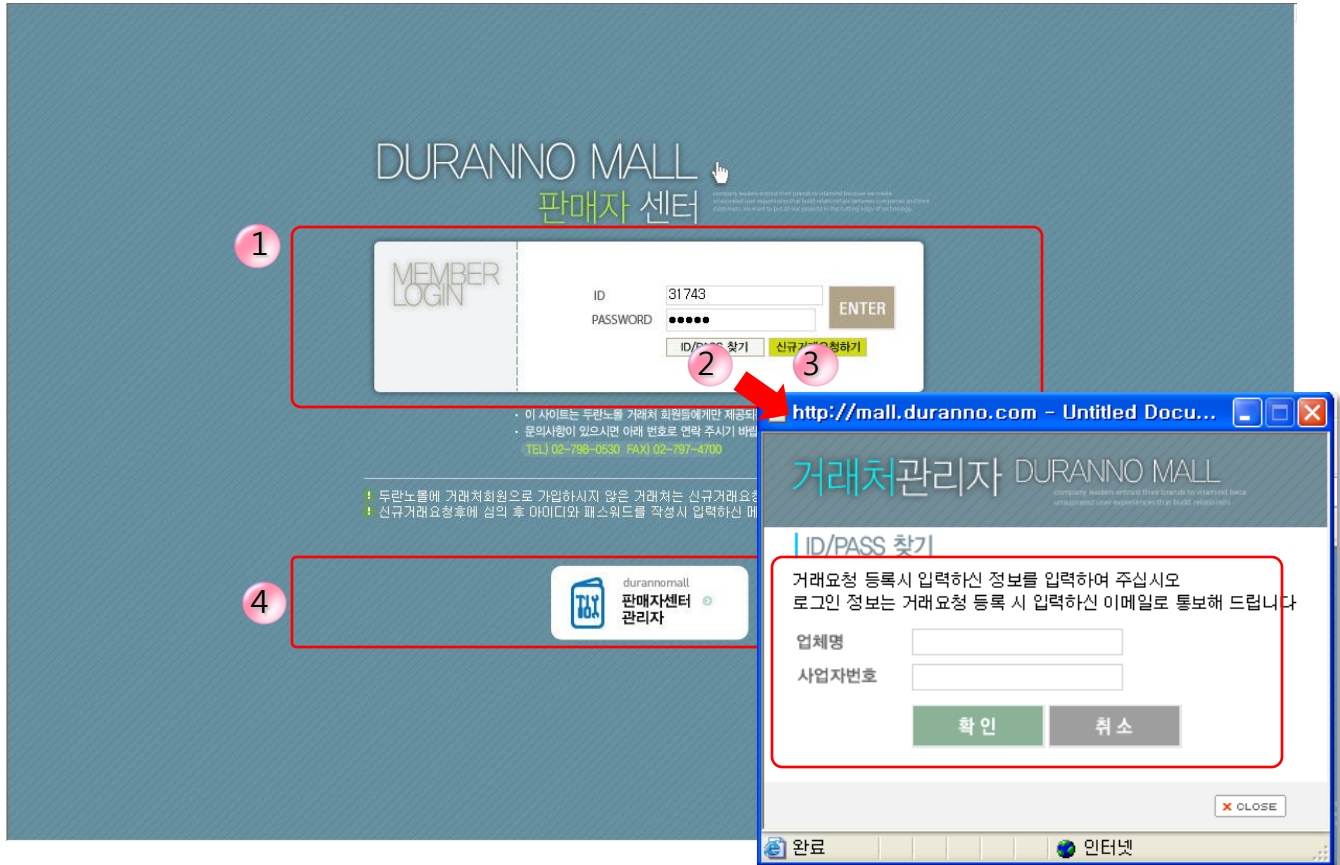 DURANNO MALL
판매자 센터
1
MEMBER
LOGIN
ID
31743
PASSWORD
●●●●●
ENTER
ID/PASS 찾기
신규거래요청하기
2
3
· 이 사이트는 두란노몰 거래처 회원들에게만 제공되
· 문의사항이 있으시면 아래 번호로 연락 주시기 바랍
TEL) 02-798-0530 FAX) 02-797-4700
! 두란노몰에 거래처회원으로 가입하시지 않은 거래처는 신규거래요청
! 신규거래요청후에 심의 후 아이디와 패스워드를 작성시 입력하신 메
4
durannomall
판매자센터
관리자
http://mall.duranno.com - Untitled Docu...
거래처관리자 DURANNO MALL
ID/PASS 찾기
거래요청 등록시 입력하신 정보를 입력하여 주십시오
로그인 정보는 거래요청 등록 시 입력하신 이메일로 통보해 드립니다
업체명
사업자번호
확 인
취 소
x CLOSE
완료
인터넷